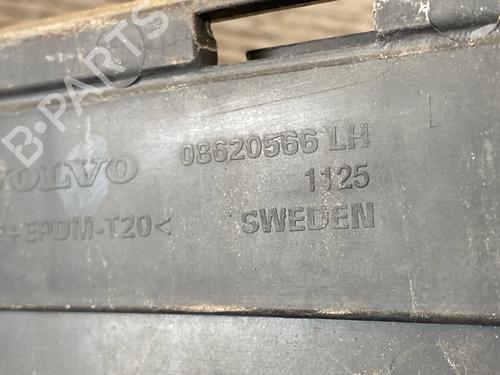 B-PARTS
VOLVO 08620566 LH
1125
P+EPDM-T20< SWEDEN